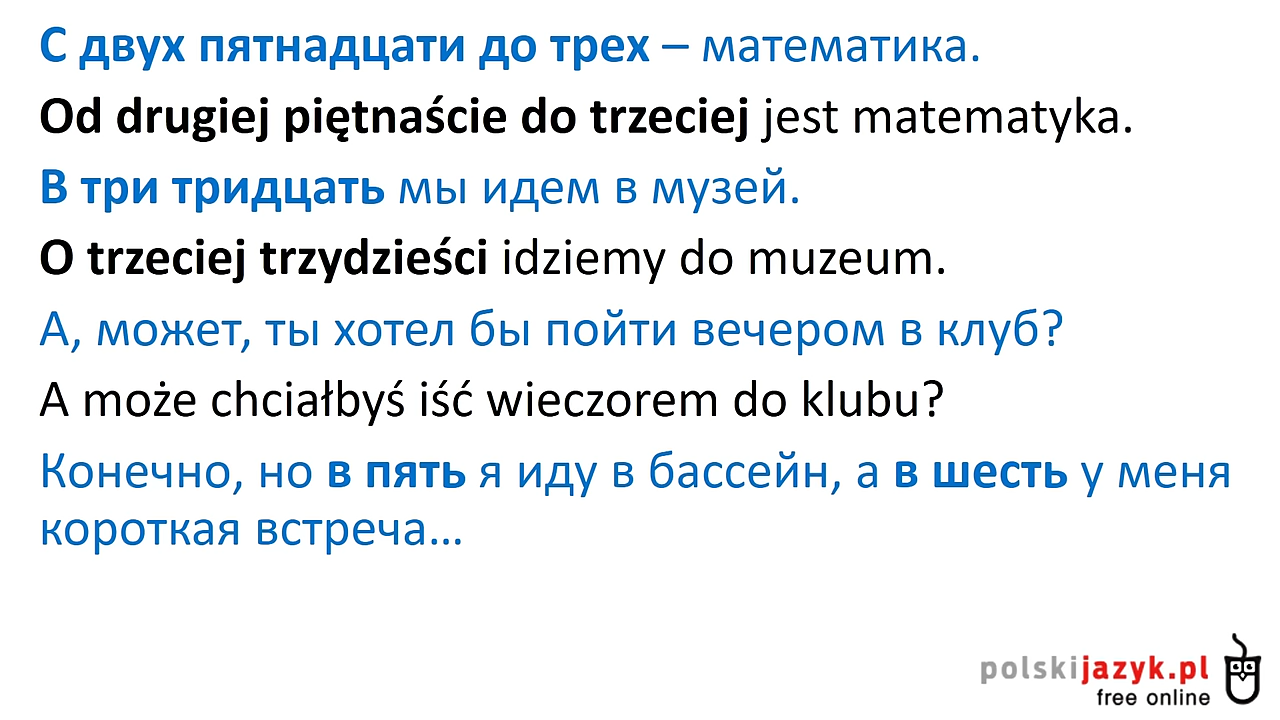 С двух пятнадцати до трех – математика.
Od drugiej piętnaście do trzeciej jest matematyka.
В три тридцать мы идем в музей.
O trzeciej trzydzieści idziemy do muzeum.
А, может, ты хотел бы пойти вечером в клуб?
A może chciałbyś iść wieczorem do klubu?
Конечно, но в пять я иду в бассейн, а в шесть у меня
короткая встреча…
polskijazyk.pl
free online